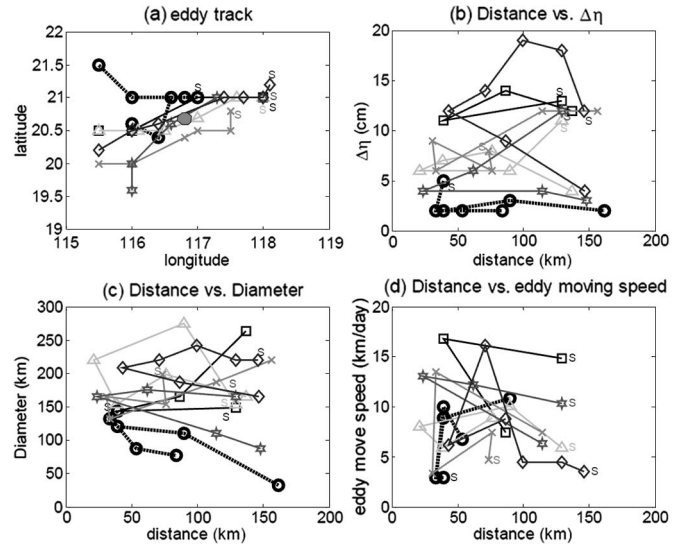 (a) eddy track
22
21.5
21
20.5
20
19.5
19
latitude
115 116 117 118 119
longitude
S
S
S
S
S
(b) Distance vs. Δη
20
15
10
5
0
Δη (cm)
0 50 100 150 200
distance (km)
S
S
S
S
S
(c) Distance vs. Diameter
300
250
200
150
100
50
0
Diameter (km)
0 50 100 150 200
distance (km)
S
S
S
S
(d) Distance vs. eddy moving speed
20
15
10
5
0
eddy move speed (km/day)
0 50 100 150 200
distance (km)
S
S
S
S
S
S